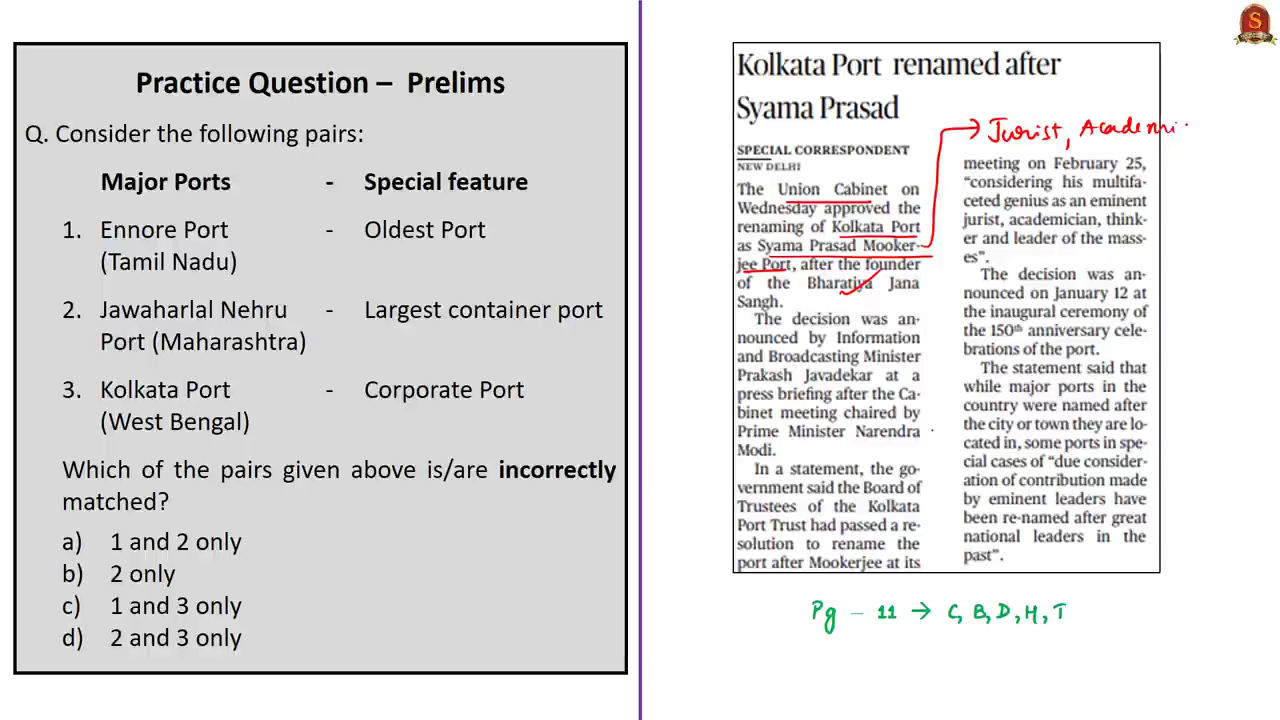 Practice Question – Prelims
Q. Consider the following pairs:
Major Ports - Special feature
1. Ennore Port - Oldest Port
(Tamil Nadu)
2. Jawaharlal Nehru - Largest container port
Port (Maharashtra)
3. Kolkata Port - Corporate Port
(West Bengal)
Which of the pairs given above is/are incorrectly
matched?
a) 1 and 2 only
b) 2 only
c) 1 and 3 only
d) 2 and 3 only
Kolkata Port renamed after
Syama Prasad
SPECIAL CORRESPONDENT
NEW DELHI
The Union Cabinet on
Wednesday approved the
renaming of Kolkata Port
as Syama Prasad Mooker-
jee Port, after the founder
of the Bharatiya Jana
Sangh.
The decision was an-
nounced by Information
and Broadcasting Minister
Prakash Javadekar at a
press briefing after the Ca-
binet meeting chaired by
Prime Minister Narendra
Modi.
In a statement, the go-
vernment said the Board of
Trustees of the Kolkata
Port Trust had passed a re-
solution to rename the
port after Mookerjee at its
→ Jurist, Academi
meeting on February 25,
“considering his multifa-
ceted genius as an eminent
jurist, academician, think-
er and leader of the mass-
es”.
The decision was an-
nounced on January 12 at
the inaugural ceremony of
the 150th anniversary cele-
brations of the port.
The statement said that
while major ports in the
country were named after
the city or town they are lo-
cated in, some ports in spe-
cial cases of “due consider-
ation of contribution made
by eminent leaders have
been re-named after great
national leaders in the
past”.
Pg – 11 → C, B, D, H, T